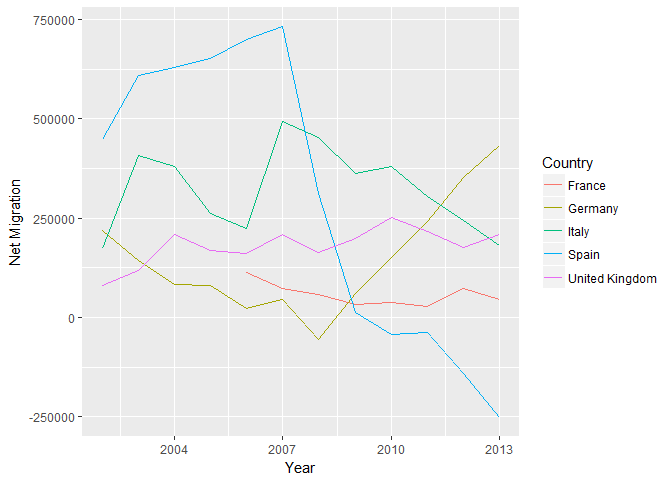 750000
500000
250000
0
-250000
Net Migration
2004
2007
2010
2013
Year
Country
France
Germany
Italy
Spain
United Kingdom